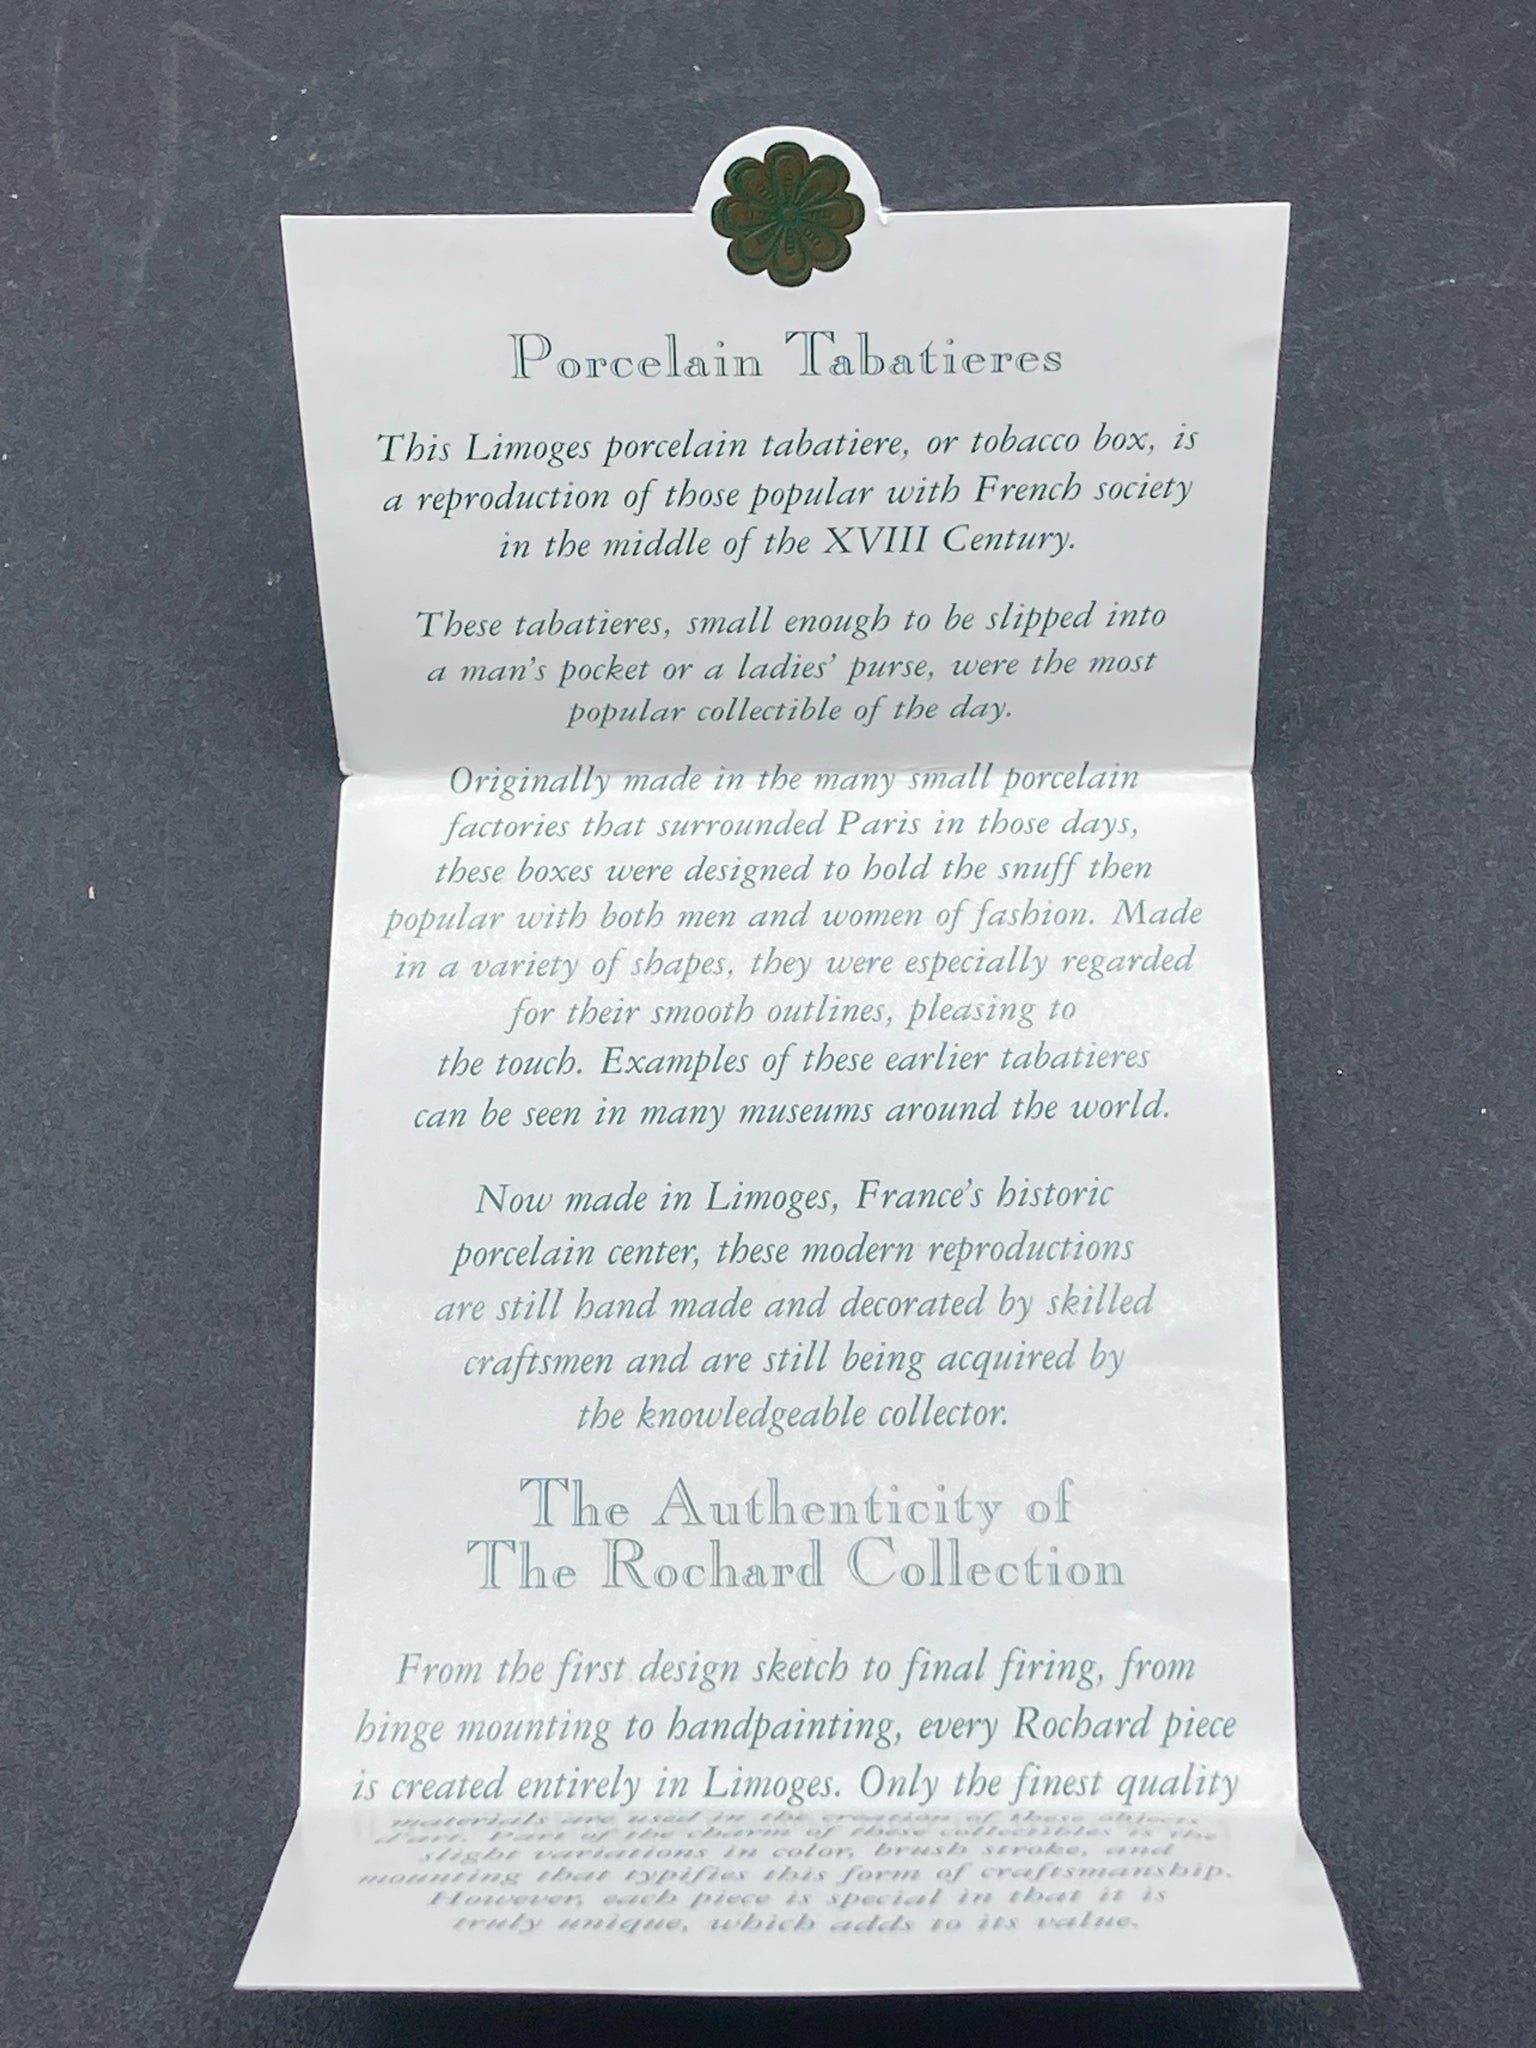 Porcelain Tabatieres
This Limoges porcelain tabatiere, or tobacco box, is
a reproduction of those popular with French society
in the middle of the XVIII Century.
These tabatieres, small enough to be slipped into
a man's pocket or a ladies' purse, were the most
popular collectible of the day.
Originally made in the many small porcelain
factories that surrounded Paris in those days,
these boxes were designed to hold the snuff then
popular with both men and women of fashion. Made
in a variety of shapes, they were especially regarded
for their smooth outlines, pleasing to
the touch. Examples of these earlier tabatieres
can be seen in many museums around the world.
Now made in Limoges, France's historic
porcelain center, these modern reproductions
are still hand made and decorated by skilled
craftsmen and are still being acquired by
the knowledgeable collector.
The Authenticity of
The Rochard Collection
From the first design sketch to final firing, from
hinge mounting to handpainting, every Rochard piece
is created entirely in Limoges. Only the finest quality
materials are used in the creation of these objects
d'art. Part of the charm of these collectibles is the
slight variations in color, brush stroke, and
mounting that typifies this form of craftsmanship.
However, each piece is special in that it is
truly unique, which adds to its value.